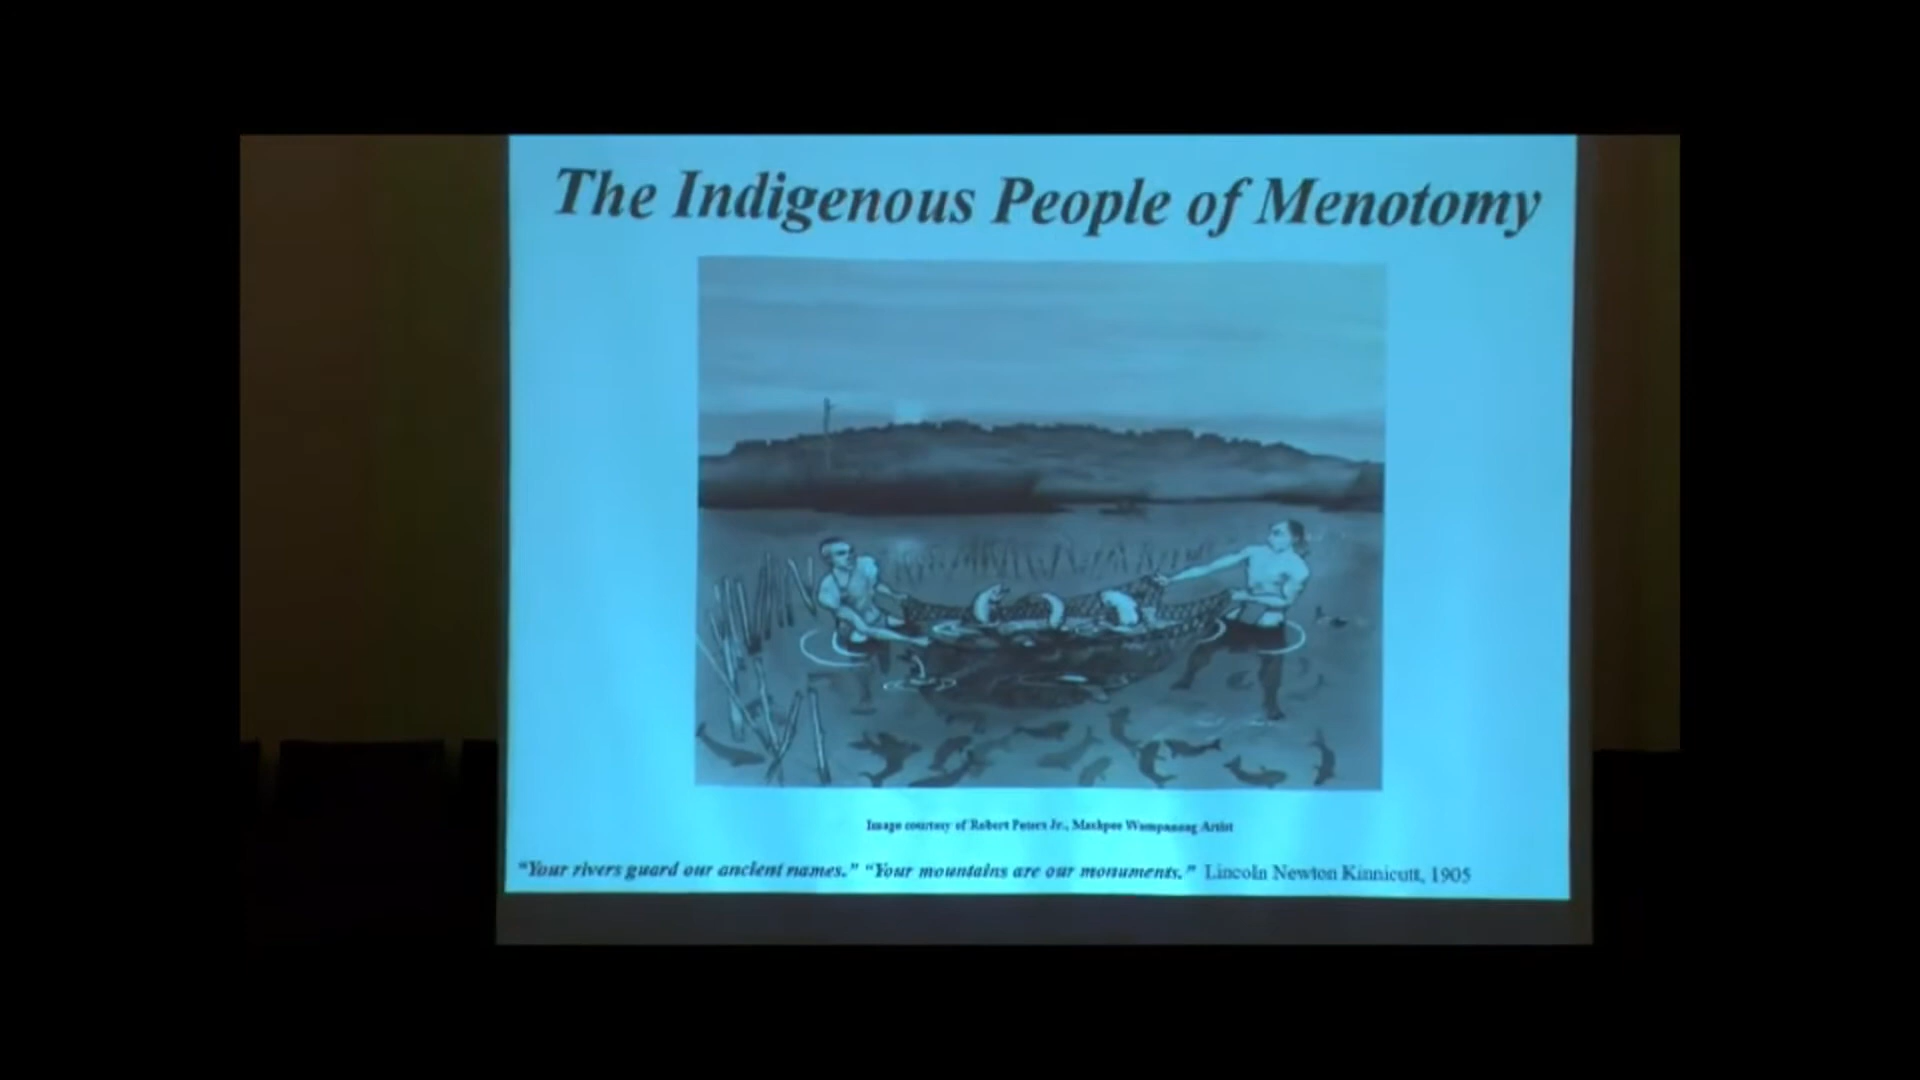 The Indigenous People of Menotomy
Image courtesy of Robert Peters Jr., Mashpee Wampanoag Artist
"Your rivers guard our ancient names." "Your mountains are our monuments." Lincoln Newton Kinnicutt, 1905